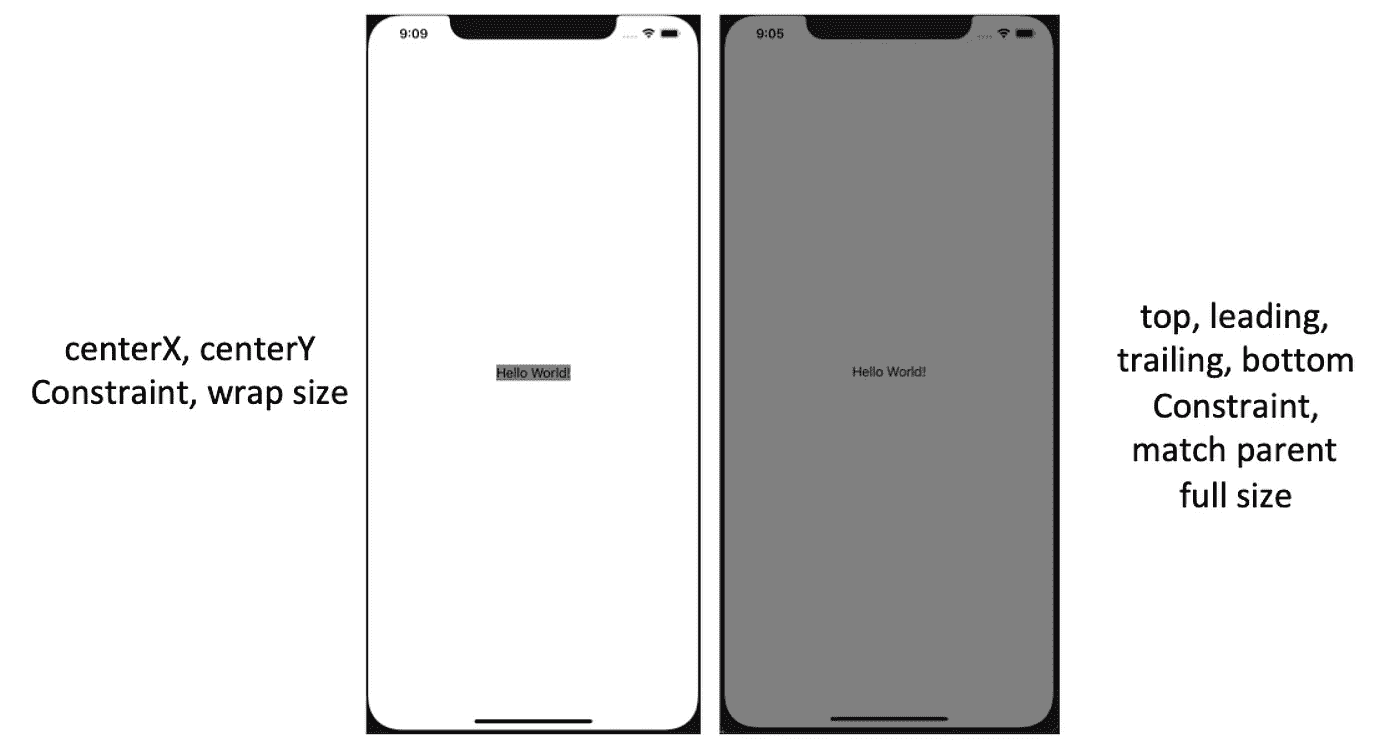 centerX, centerY
Constraint, wrap size
9:09
Hello World!
9:05
Hello World!
top, leading,
trailing, bottom
Constraint,
match parent
full size